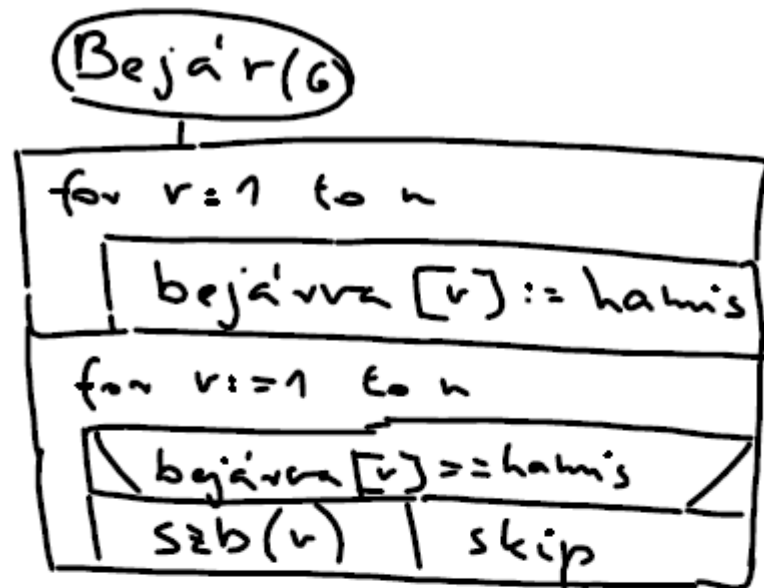 Bejár(G)
for r:=1 to n
bejárva [r] := hamis
for r:=1 to n
bejárva [r] == hamis
szb(r) skip